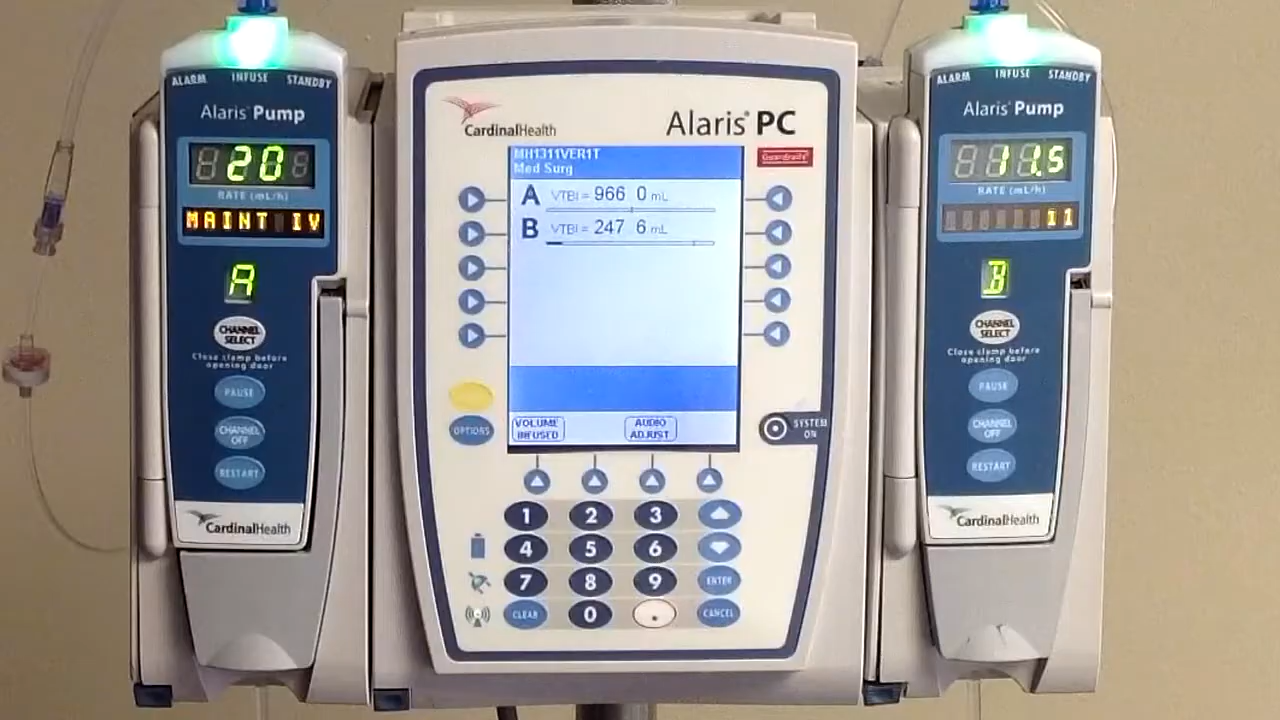 ALARM INFUSE STANDBY
Alaris® Pump
20
RATE (mL/h)
MAINT IV
A
CHANNEL
SELECT
Close clamp before
opening door
PAUSE
CHANNEL
OFF
RESTART
CardinalHealth
CardinalHealth
Alaris® PC
Guardrails®
MH1311VER1T
Med Surg
A VTBI = 966 0 mL
B VTBI = 247 6 mL
VOLUME
INFUSED
AUDIO
ADJUST
OPTIONS
SYSTEM
ON
1 2 3
4 5 6
7 8 9 ENTER
CLEAR 0 . CANCEL
ALARM INFUSE STANDBY
Alaris® Pump
11.5
RATE (mL/h)
11
B
CHANNEL
SELECT
Close clamp before
opening door
PAUSE
CHANNEL
OFF
RESTART
CardinalHealth